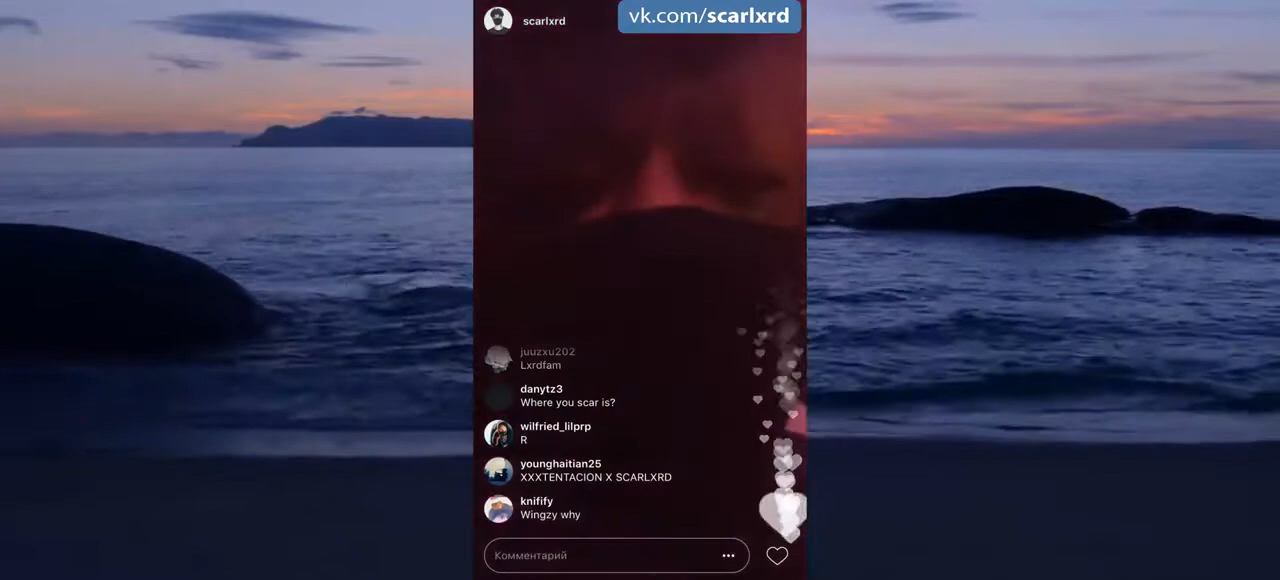 scarlxrd
vk.com/scarlxrd
juuzxu202
Lxrdfam
danytz3
Where you scar is?
wilfried_lilprp
R
younghaitian25
XXXTENTACION X SCARLXRD
knifify
Wingzy why
Комментарий